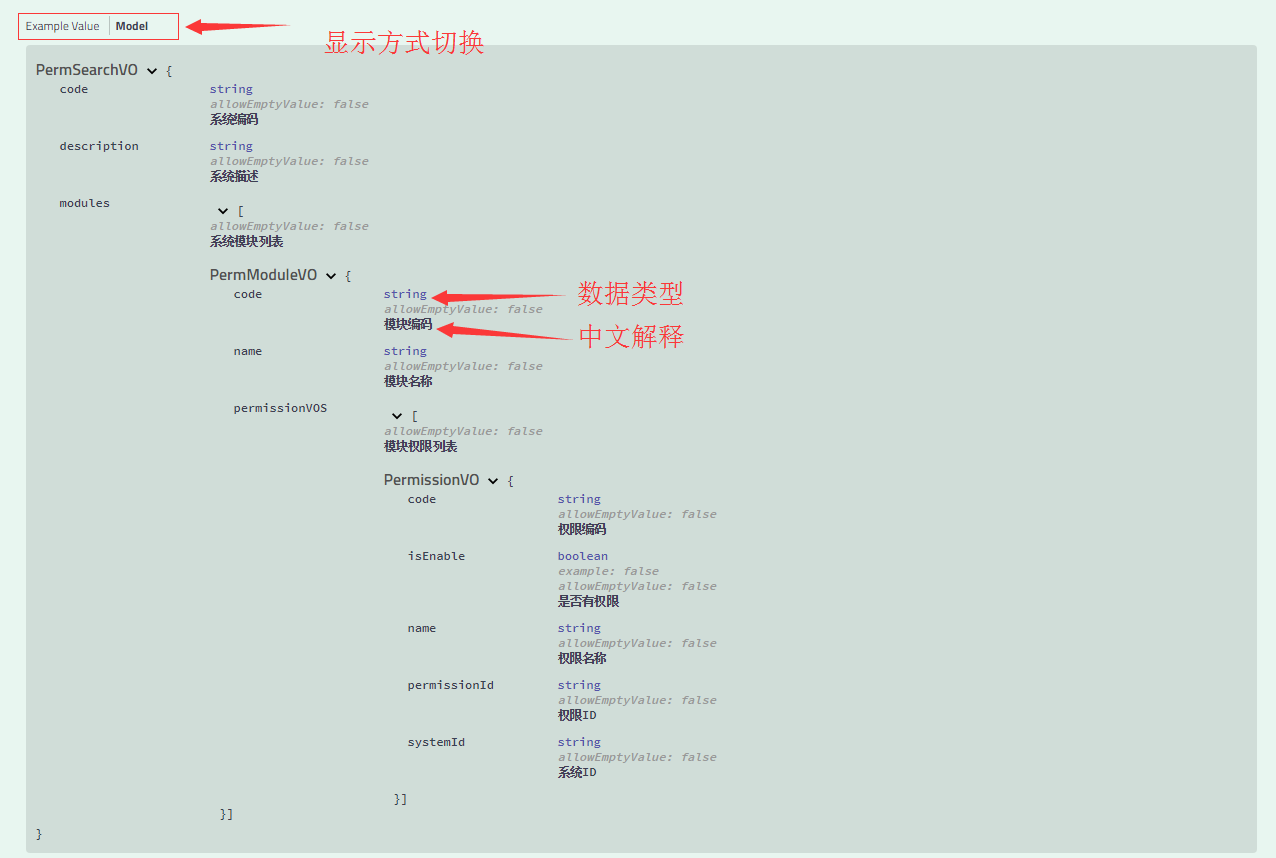 Example Value Model
显示方式切换
PermSearchVO {
code string
allowEmptyValue: false
系统编码
description string
allowEmptyValue: false
系统描述
modules
[
allowEmptyValue: false
系统模块列表
PermModuleVO {
code string
数据类型
allowEmptyValue: false
模块编码
中文解释
name string
allowEmptyValue: false
模块名称
permissionVOS
[
allowEmptyValue: false
模块权限列表
PermissionVO {
code string
allowEmptyValue: false
权限编码
isEnable boolean
example: false
allowEmptyValue: false
是否有权限
name string
allowEmptyValue: false
权限名称
permissionId string
allowEmptyValue: false
权限ID
systemId string
allowEmptyValue: false
系统ID
}]
}]
}